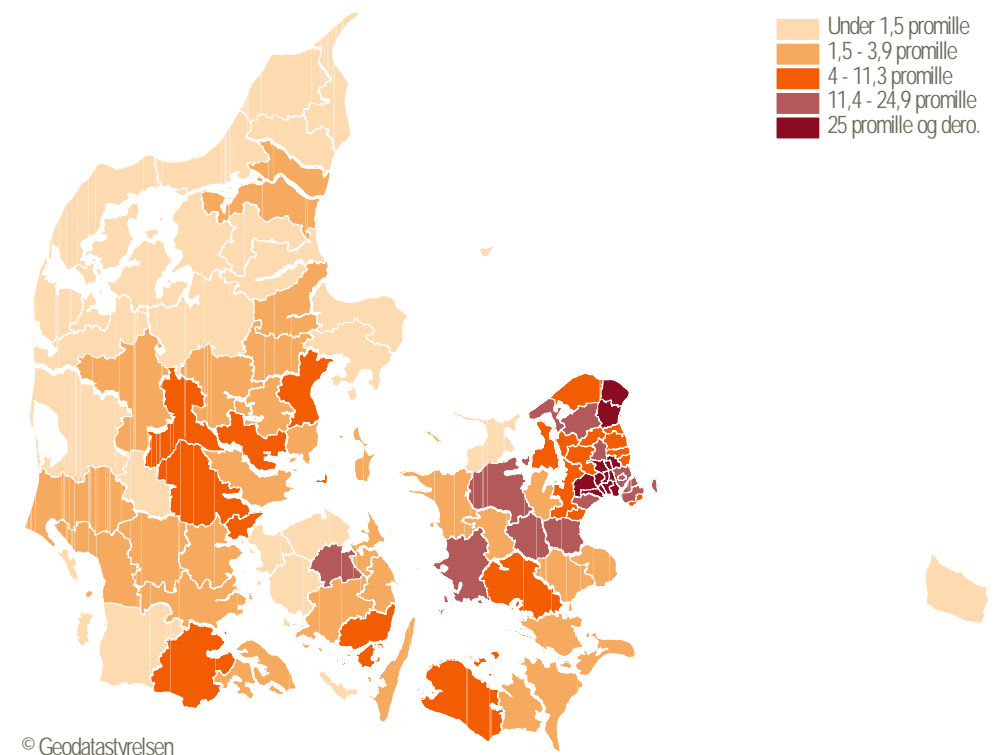 Under 1,5 promille
1,5 - 3,9 promille
4 - 11,3 promille
11,4 - 24,9 promille
25 promille og dero.
© Geodatastyrelsen